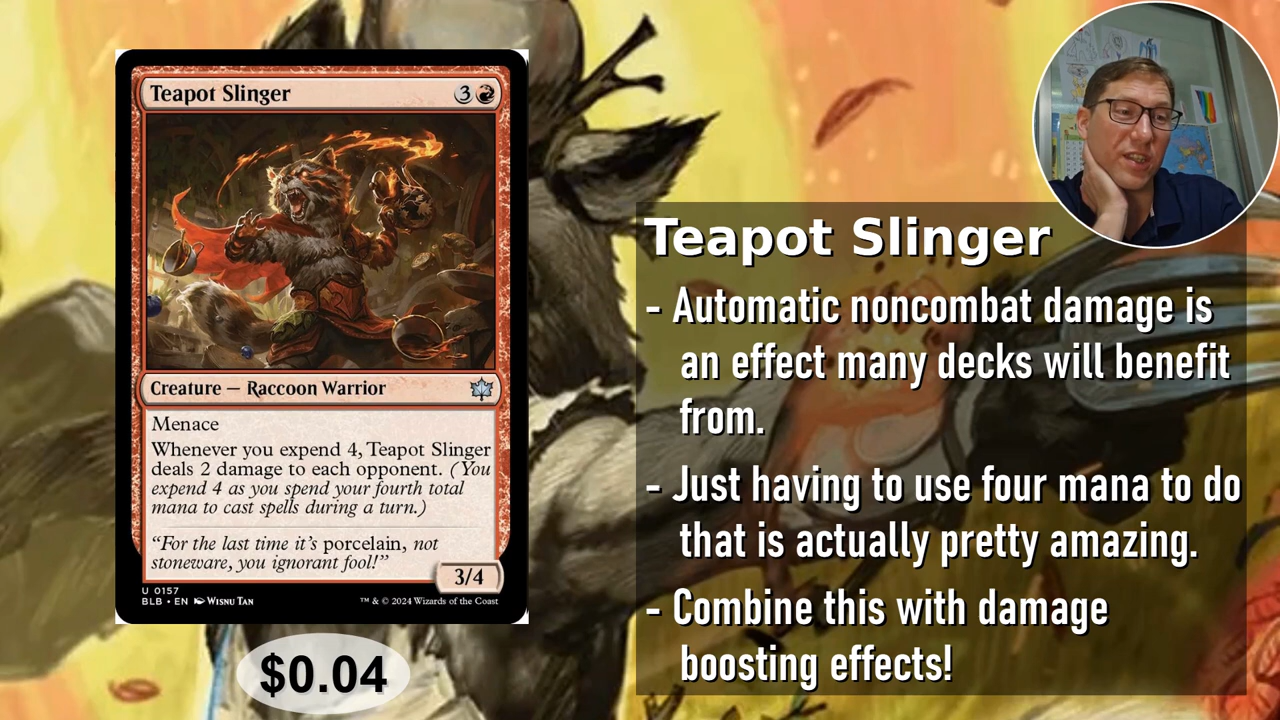 Teapot Slinger 3
Creature — Raccoon Warrior
Menace
Whenever you expend 4, Teapot Slinger
deals 2 damage to each opponent. (You
expend 4 as you spend your fourth total
mana to cast spells during a turn.)
“For the last time it’s porcelain, not
stoneware, you ignorant fool!”
3/4
U 0157
BLB • EN Wisnu Tan
™ & © 2024 Wizards of the Coast
$0.04
Teapot Slinger
- Automatic noncombat damage is
an effect many decks will benefit
from.
- Just having to use four mana to do
that is actually pretty amazing.
- Combine this with damage
boosting effects!